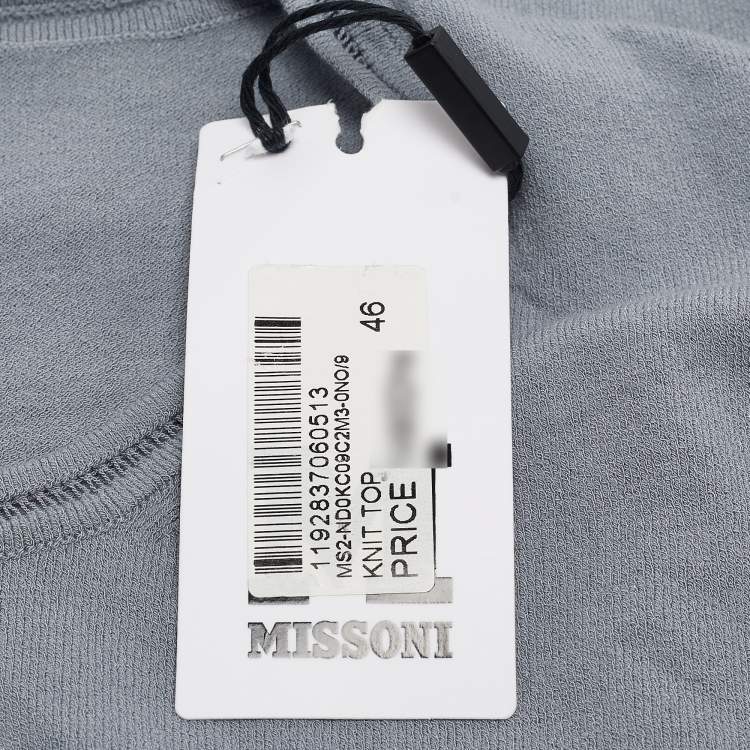 1192837060513
MS2-ND0KC09C2M3-0NO/9
KNIT TOP 46
PRICE
MISSONI